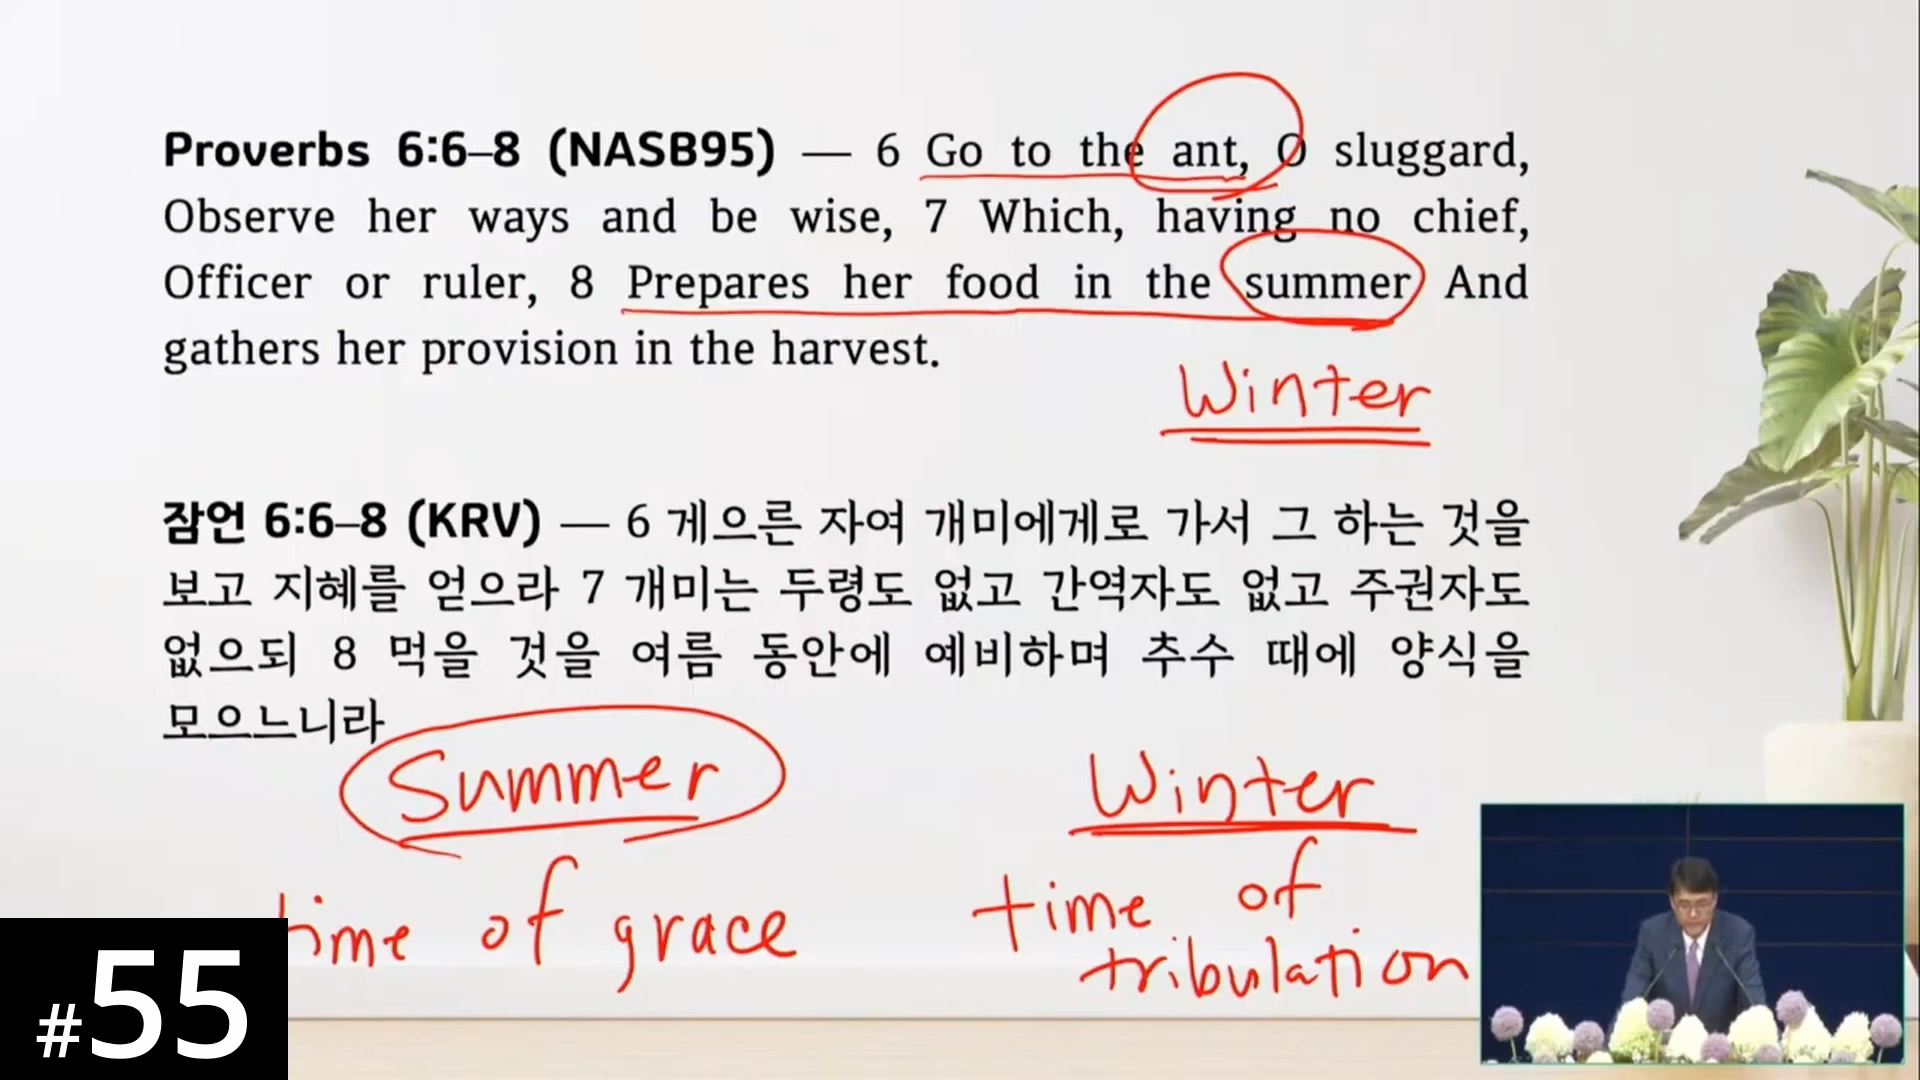 Proverbs 6:6–8 (NASB95) — 6 Go to the ant, O sluggard,
Observe her ways and be wise, 7 Which, having no chief,
Officer or ruler, 8 Prepares her food in the summer And
gathers her provision in the harvest.
Winter
잠언 6:6–8 (KRV) — 6 게으른 자여 개미에게로 가서 그 하는 것을
보고 지혜를 얻으라 7 개미는 두령도 없고 간역자도 없고 주권자도
없으되 8 먹을 것을 여름 동안에 예비하며 추수 때에 양식을
모으느니라
Summer
time of grace
Winter
time of
tribulation
#55